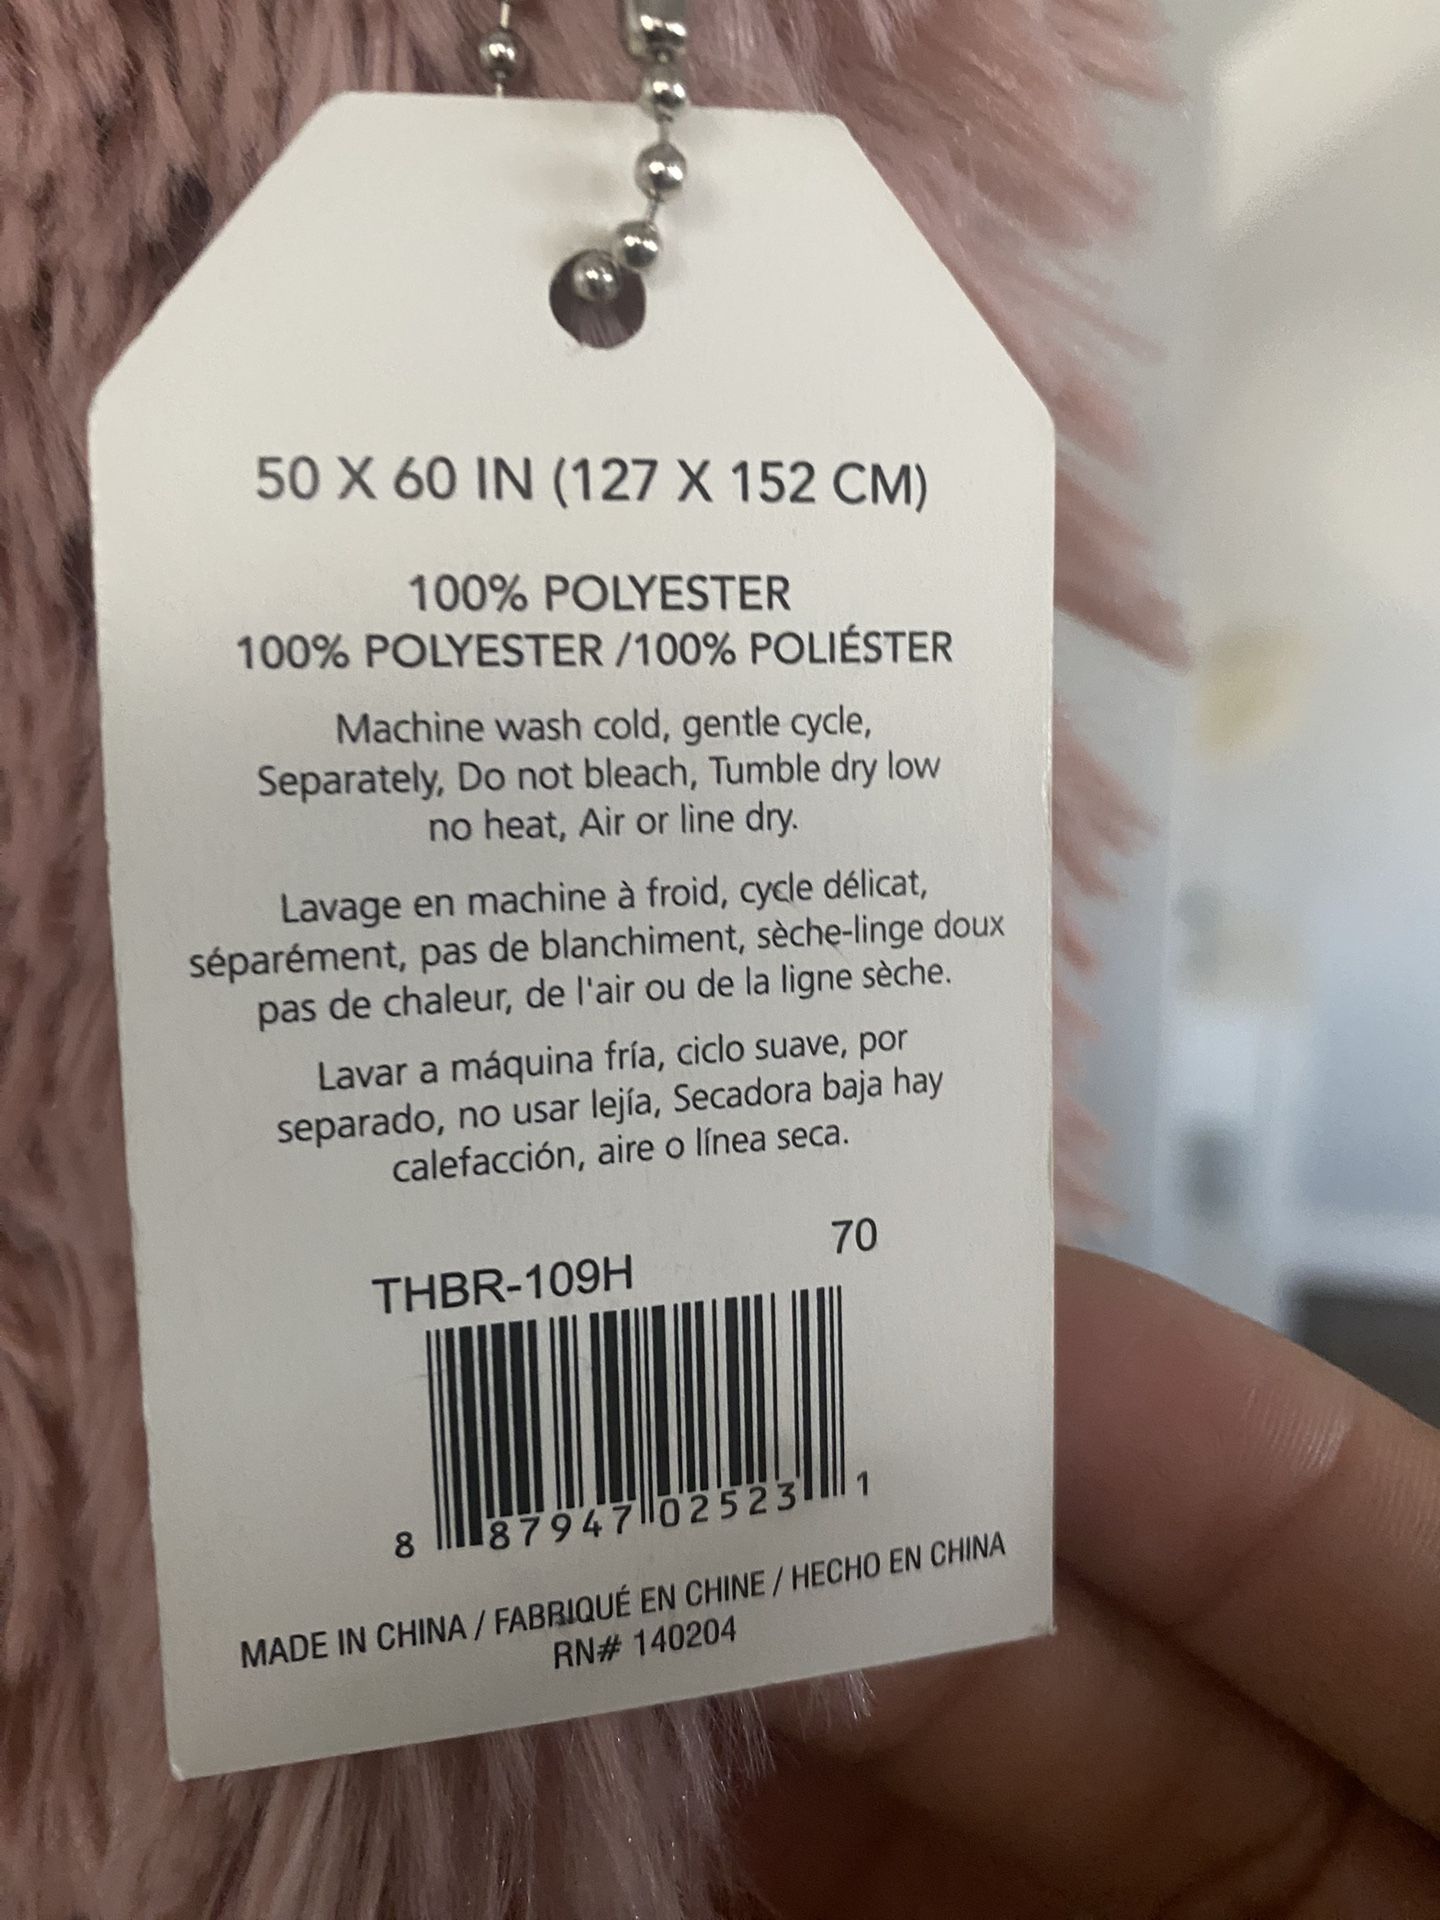 50 X 60 IN (127 X 152 CM)
100% POLYESTER
100% POLYESTER /100% POLIÉSTER
Machine wash cold, gentle cycle,
Separately, Do not bleach, Tumble dry low
no heat, Air or line dry.
Lavage en machine à froid, cycle délicat,
séparément, pas de blanchiment, sèche-linge doux
pas de chaleur, de l'air ou de la ligne sèche.
Lavar a máquina fría, ciclo suave, por
separado, no usar lejía, Secadora baja hay
calefacción, aire o línea seca.
70
THBR-109H
8 87947 02523 1
MADE IN CHINA / FABRIQUÉ EN CHINE / HECHO EN CHINA
RN# 140204